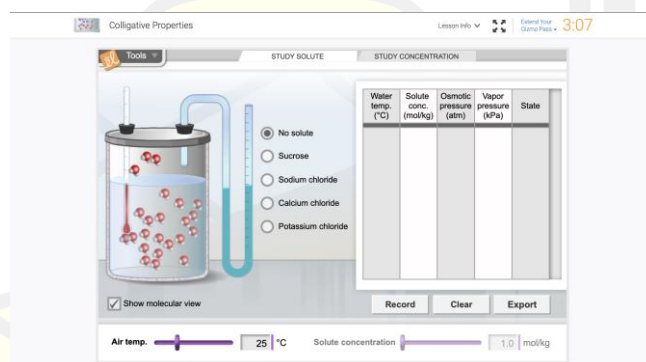 Colligative Properties
Lesson Info
Extend Your
Gizmo Pass
3:07
Tools
STUDY SOLUTE
STUDY CONCENTRATION
No solute
Sucrose
Sodium chloride
Calcium chloride
Potassium chloride
Water temp. (°C)
Solute conc. (mol/kg)
Osmotic pressure (atm)
Vapor pressure (kPa)
State
Show molecular view
Record
Clear
Export
Air temp.
25 °C
Solute concentration
1.0 mol/kg